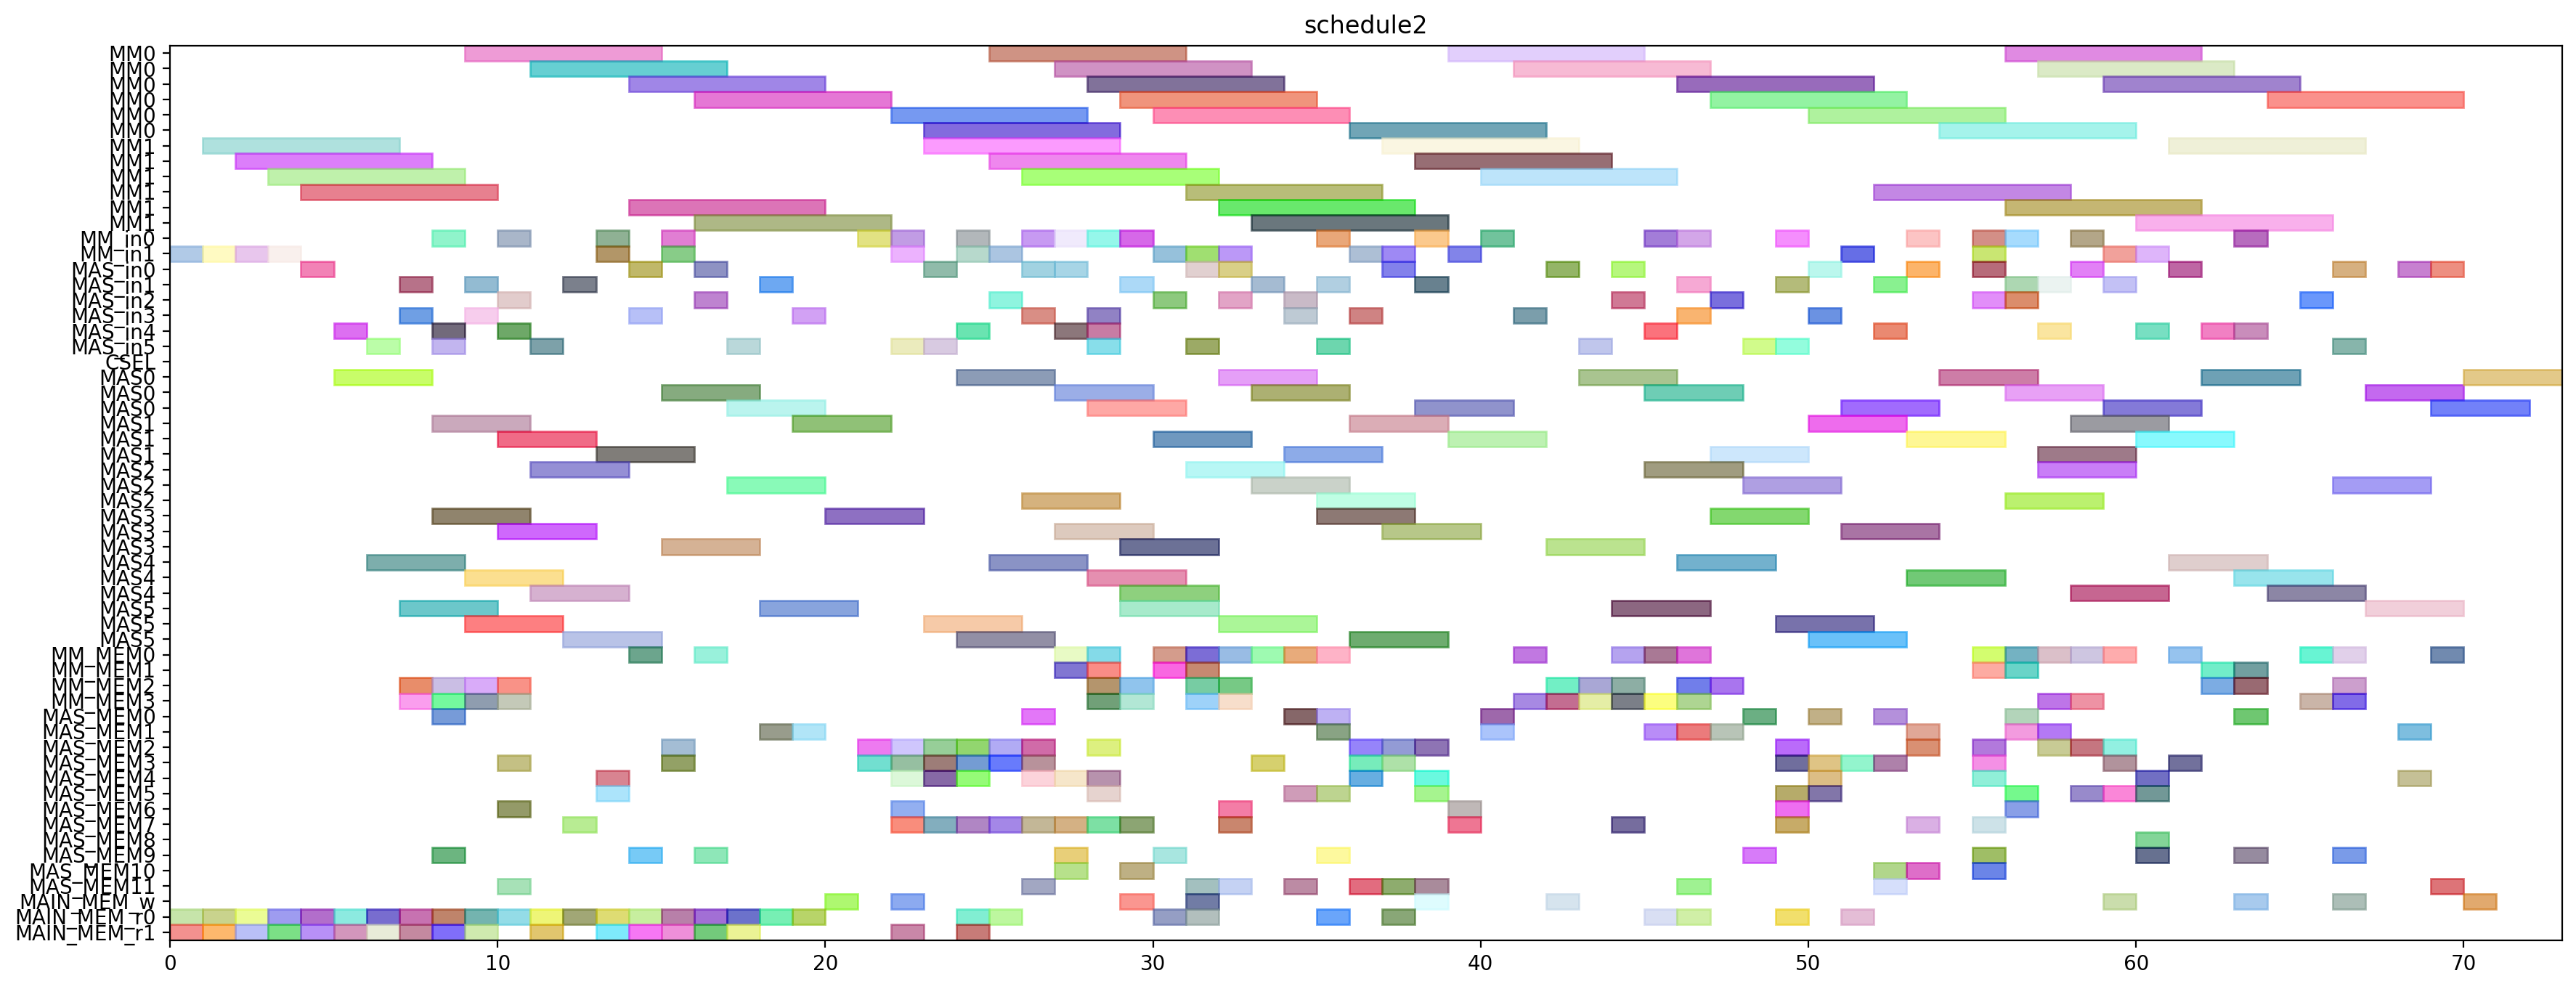 schedule2
MM0
MM0
MM0
MM0
MM0
MM0
MM1
MM1
MM1
MM1
MM1
MM1
MM_in0
MM_in1
MAS_in0
MAS_in1
MAS_in2
MAS_in3
MAS_in4
MAS_in5
CSEL
MAS0
MAS0
MAS0
MAS1
MAS1
MAS1
MAS2
MAS2
MAS2
MAS3
MAS3
MAS3
MAS4
MAS4
MAS4
MAS5
MAS5
MAS5
MM_MEM0
MM_MEM1
MM_MEM2
MM_MEM3
MAS_MEM0
MAS_MEM1
MAS_MEM2
MAS_MEM3
MAS_MEM4
MAS_MEM5
MAS_MEM6
MAS_MEM7
MAS_MEM8
MAS_MEM9
MAS_MEM10
MAS_MEM11
MAIN_MEM_w
MAIN_MEM_r0
MAIN_MEM_r1
0 10 20 30 40 50 60 70